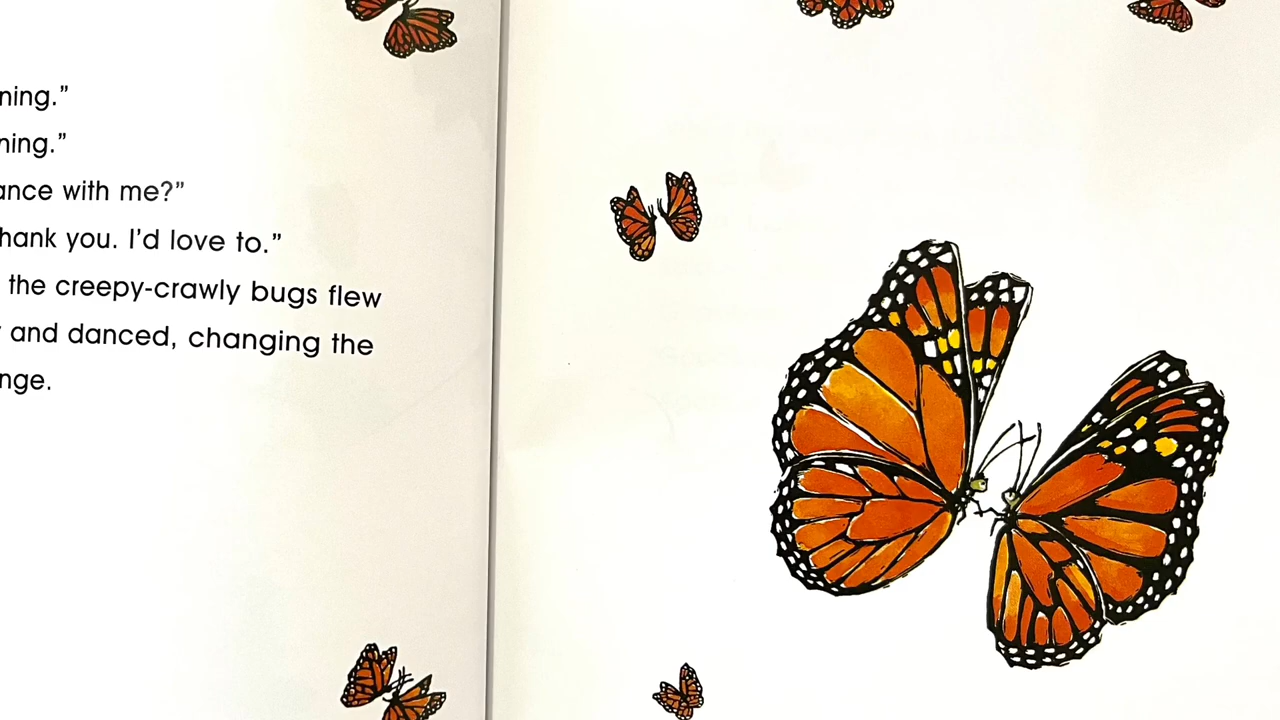 ning.”
ning.”
ance with me?”
hank you. I’d love to.”
the creepy-crawly bugs flew
and danced, changing the
nge.